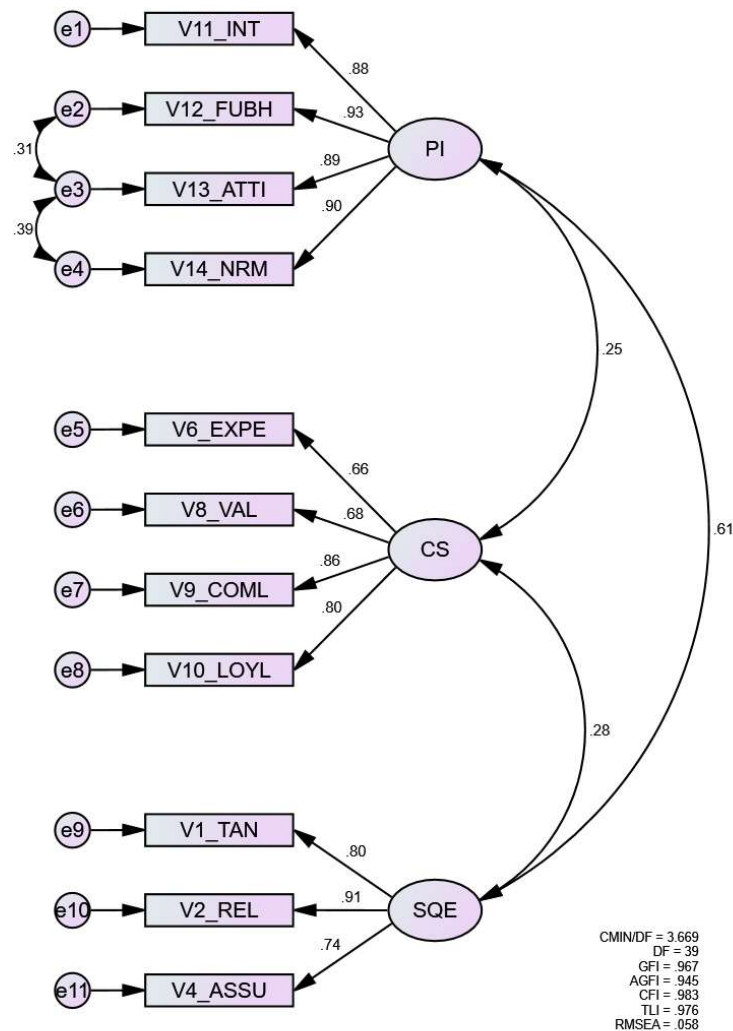 e1
V11_INT
.88
e2
V12_FUBH
.93
PI
.31
.89
e3
V13_ATTI
.90
.39
e4
V14_NRM
.25
e5
V6_EXPE
.66
e6
V8_VAL
.68
.61
CS
.86
e7
V9_COML
.80
e8
V10_LOYL
.28
e9
V1_TAN
.80
e10
V2_REL
.91
SQE
.74
e11
V4_ASSU
CMIN/DF = 3.669
DF = 39
GFI = .967
AGFI = .945
CFI = .983
TLI = .976
RMSEA = .058